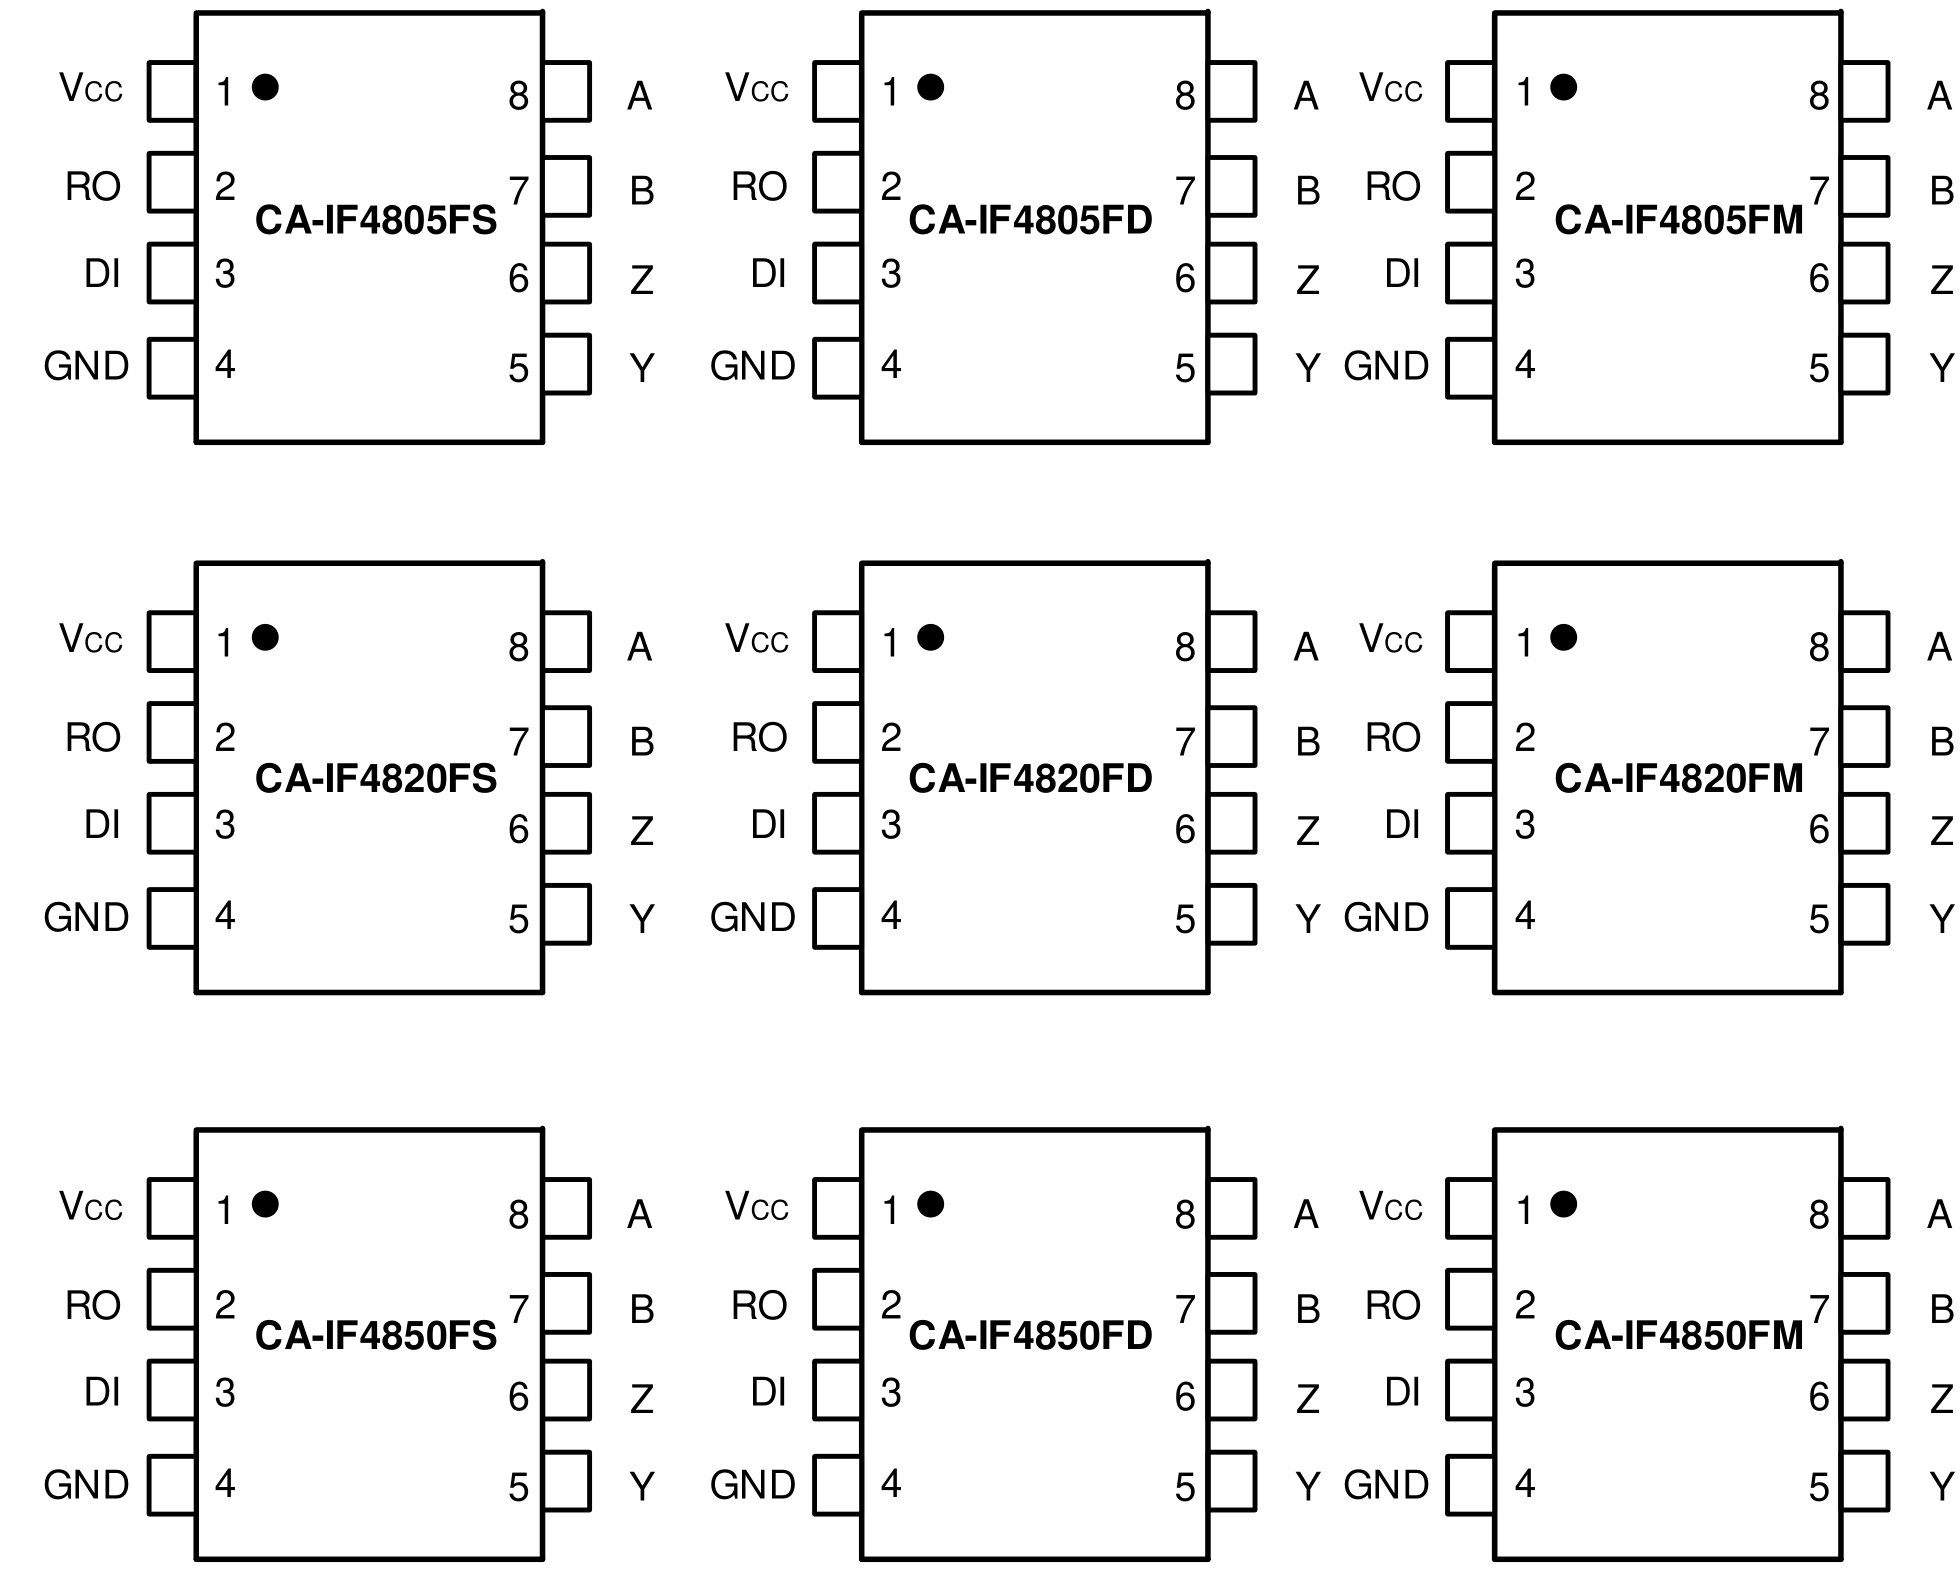 VCC 1 8 A VCC 1 8 A VCC 1 8 A
RO 2 7 B RO 2 7 B RO 2 7 B
CA-IF4805FS CA-IF4805FD CA-IF4805FM
DI 3 6 Z DI 3 6 Z DI 3 6 Z
GND 4 5 Y GND 4 5 Y GND 4 5 Y
VCC 1 8 A VCC 1 8 A VCC 1 8 A
RO 2 7 B RO 2 7 B RO 2 7 B
CA-IF4820FS CA-IF4820FD CA-IF4820FM
DI 3 6 Z DI 3 6 Z DI 3 6 Z
GND 4 5 Y GND 4 5 Y GND 4 5 Y
VCC 1 8 A VCC 1 8 A VCC 1 8 A
RO 2 7 B RO 2 7 B RO 2 7 B
CA-IF4850FS CA-IF4850FD CA-IF4850FM
DI 3 6 Z DI 3 6 Z DI 3 6 Z
GND 4 5 Y GND 4 5 Y GND 4 5 Y